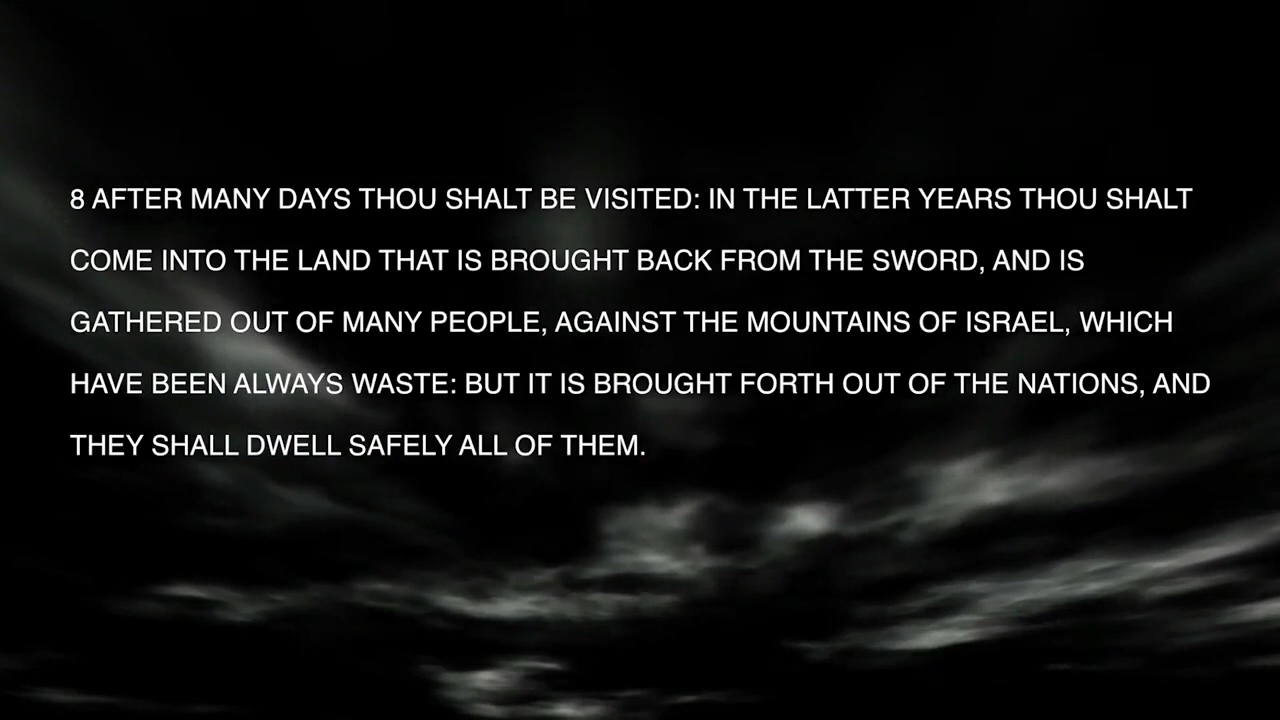 8 AFTER MANY DAYS THOU SHALT BE VISITED: IN THE LATTER YEARS THOU SHALT
COME INTO THE LAND THAT IS BROUGHT BACK FROM THE SWORD, AND IS
GATHERED OUT OF MANY PEOPLE, AGAINST THE MOUNTAINS OF ISRAEL, WHICH
HAVE BEEN ALWAYS WASTE: BUT IT IS BROUGHT FORTH OUT OF THE NATIONS, AND
THEY SHALL DWELL SAFELY ALL OF THEM.